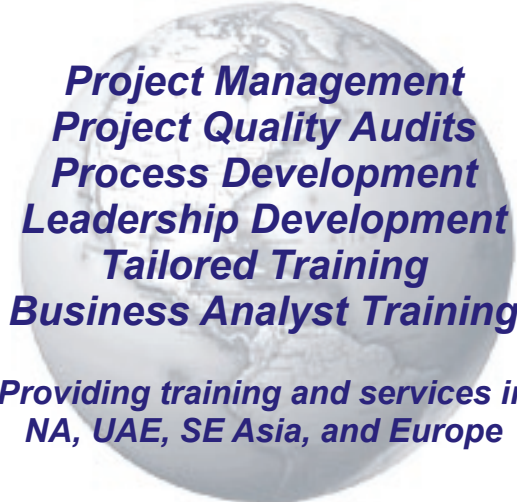 Project Management
Project Quality Audits
Process Development
Leadership Development
Tailored Training
Business Analyst Training
Providing training and services in
NA, UAE, SE Asia, and Europe